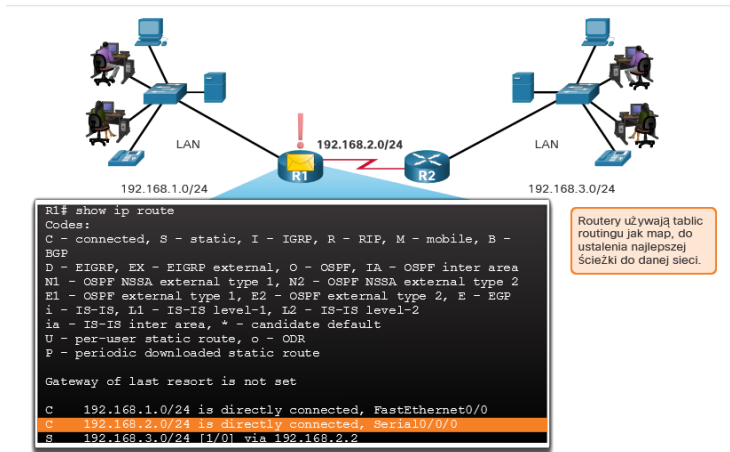 LAN
192.168.2.0/24
LAN
R1
R2
192.168.1.0/24
192.168.3.0/24
R1# show ip route
Codes:
C - connected, S - static, I - IGRP, R - RIP, M - mobile, B -
BGP
D - EIGRP, EX - EIGRP external, O - OSPF, IA - OSPF inter area
N1 - OSPF NSSA external type 1, N2 - OSPF NSSA external type 2
E1 - OSPF external type 1, E2 - OSPF external type 2, E - EGP
i - IS-IS, L1 - IS-IS level-1, L2 - IS-IS level-2
ia - IS-IS inter area, * - candidate default
U - per-user static route, o - ODR
P - periodic downloaded static route
Gateway of last resort is not set
C 192.168.1.0/24 is directly connected, FastEthernet0/0
C 192.168.2.0/24 is directly connected, Serial0/0/0
S 192.168.3.0/24 [1/0] via 192.168.2.2
Routery używają tablic
routingu jak map, do
ustalenia najlepszej
ścieżki do danej sieci.